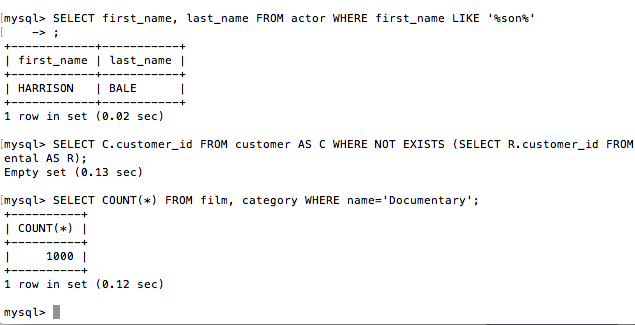 [mysql> SELECT first_name, last_name FROM actor WHERE first_name LIKE '%son%'
[    -> ;
+------------+-----------+
| first_name | last_name |
+------------+-----------+
| HARRISON   | BALE      |
+------------+-----------+
1 row in set (0.02 sec)

[mysql> SELECT C.customer_id FROM customer AS C WHERE NOT EXISTS (SELECT R.customer_id FROM
ental AS R);
Empty set (0.13 sec)

[mysql> SELECT COUNT(*) FROM film, category WHERE name='Documentary';
+----------+
| COUNT(*) |
+----------+
|     1000 |
+----------+
1 row in set (0.12 sec)

mysql>